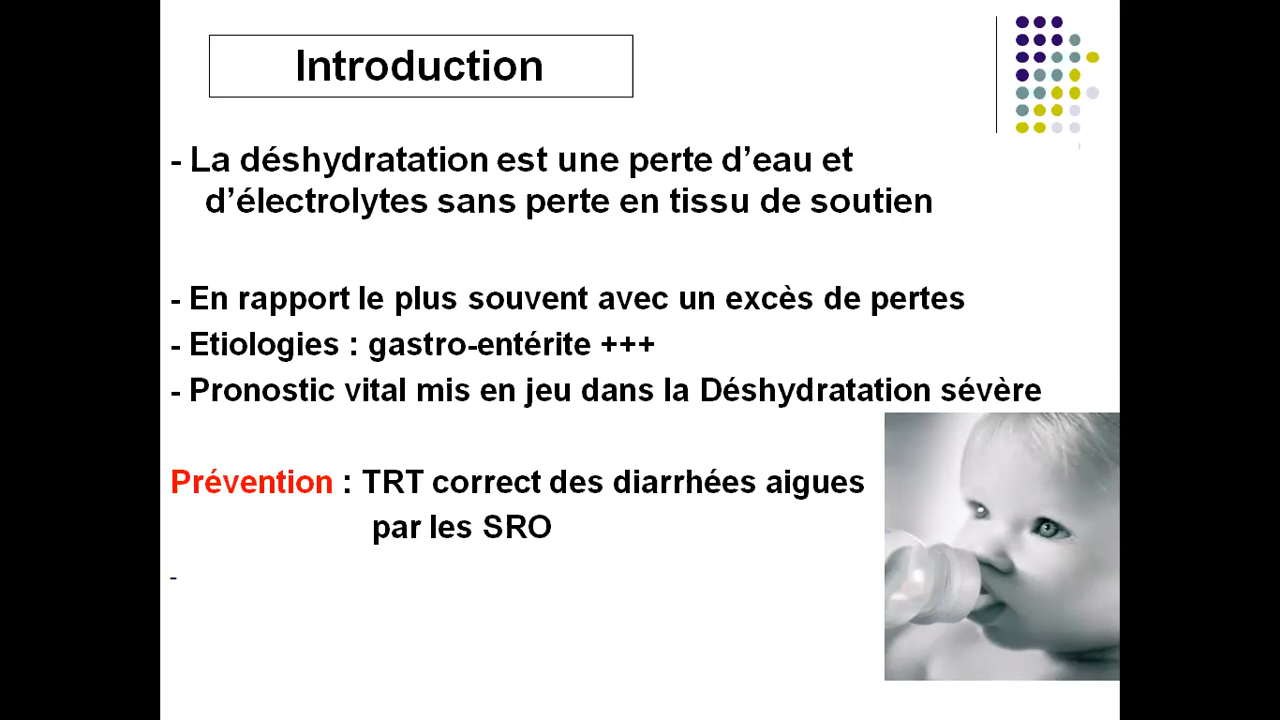 Introduction
- La déshydratation est une perte d’eau et
d’électrolytes sans perte en tissu de soutien
- En rapport le plus souvent avec un excès de pertes
- Etiologies : gastro-entérite +++
- Pronostic vital mis en jeu dans la Déshydratation sévère
Prévention : TRT correct des diarrhées aigues
par les SRO
-